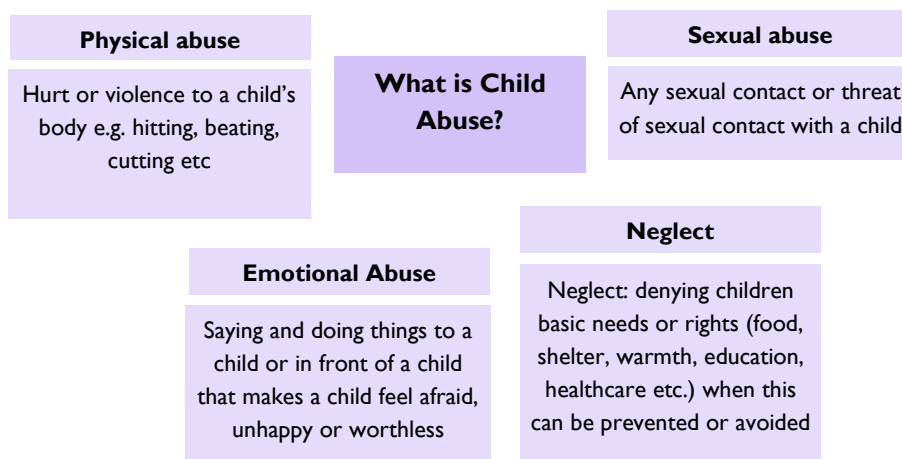 What is Child
Abuse?
Physical abuse
Hurt or violence to a child's
body e.g. hitting, beating,
cutting etc
Sexual abuse
Any sexual contact or threat
of sexual contact with a child
Emotional Abuse
Saying and doing things to a
child or in front of a child
that makes a child feel afraid,
unhappy or worthless
Neglect
Neglect: denying children
basic needs or rights (food,
shelter, warmth, education,
healthcare etc.) when this
can be prevented or avoided